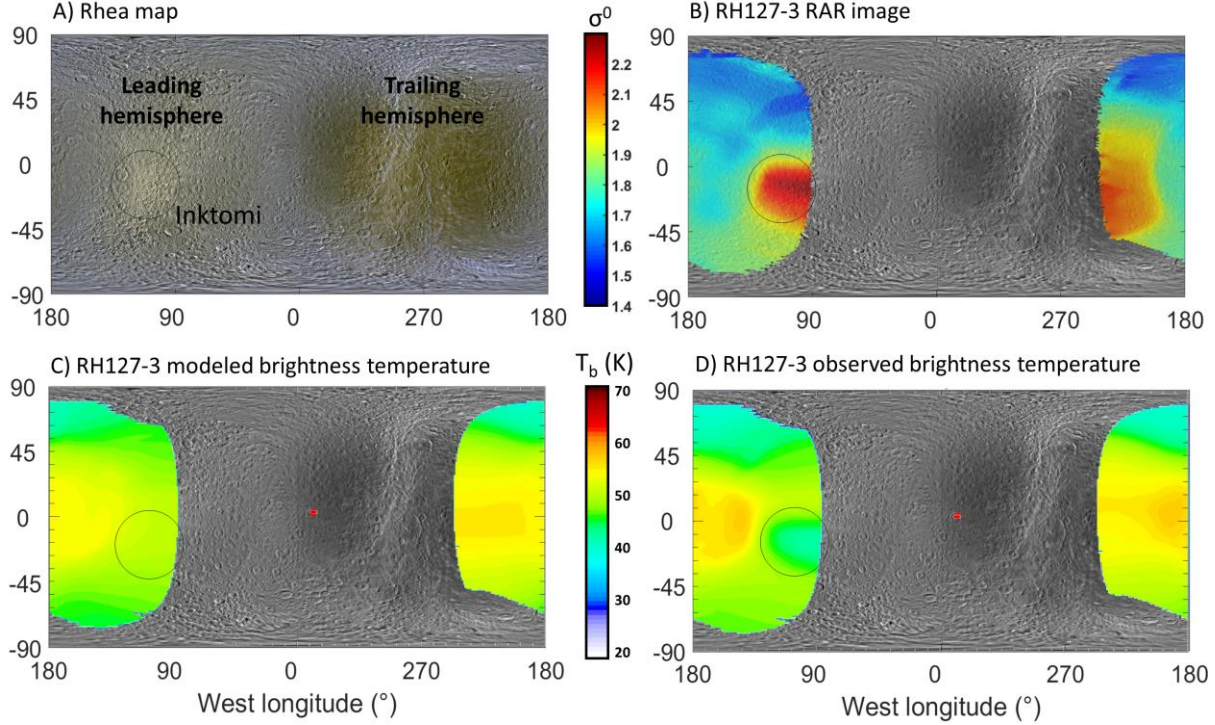 A) Rhea map
σ⁰
B) RH127-3 RAR image
90
45
0
-45
-90
Leading hemisphere
Trailing hemisphere
Inktomi
180 90 0 270 180
2.2
2.1
2.0
1.9
1.8
1.7
1.6
1.5
1.4
90
45
0
-45
-90
180 90 0 270 180
C) RH127-3 modeled brightness temperature
T_b (K)
D) RH127-3 observed brightness temperature
90
45
0
-45
-90
180 90 0 270 180
West longitude (°)
70
60
50
40
30
20
90
45
0
-45
-90
180 90 0 270 180
West longitude (°)